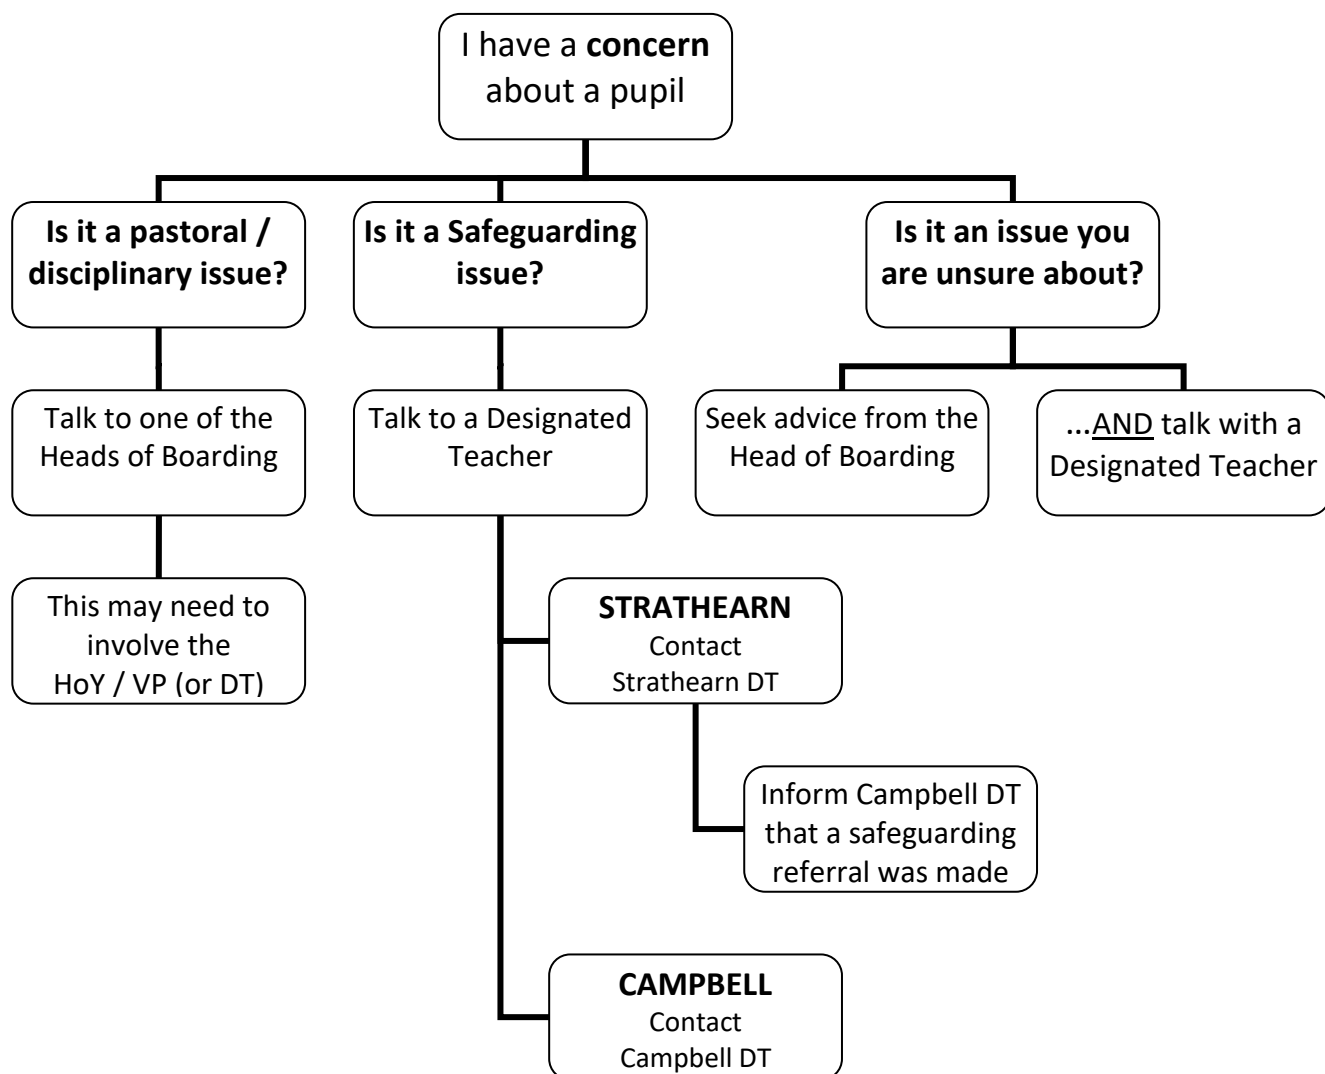 I have a concern
about a pupil
Is it a pastoral /
disciplinary issue?
Is it a Safeguarding
issue?
Is it an issue you
are unsure about?
Talk to one of the
Heads of Boarding
Talk to a Designated
Teacher
Seek advice from the
Head of Boarding
...AND talk with a
Designated Teacher
This may need to
involve the
HoY / VP (or DT)
STRATHEARN
Contact
Strathearn DT
Inform Campbell DT
that a safeguarding
referral was made
CAMPBELL
Contact
Campbell DT